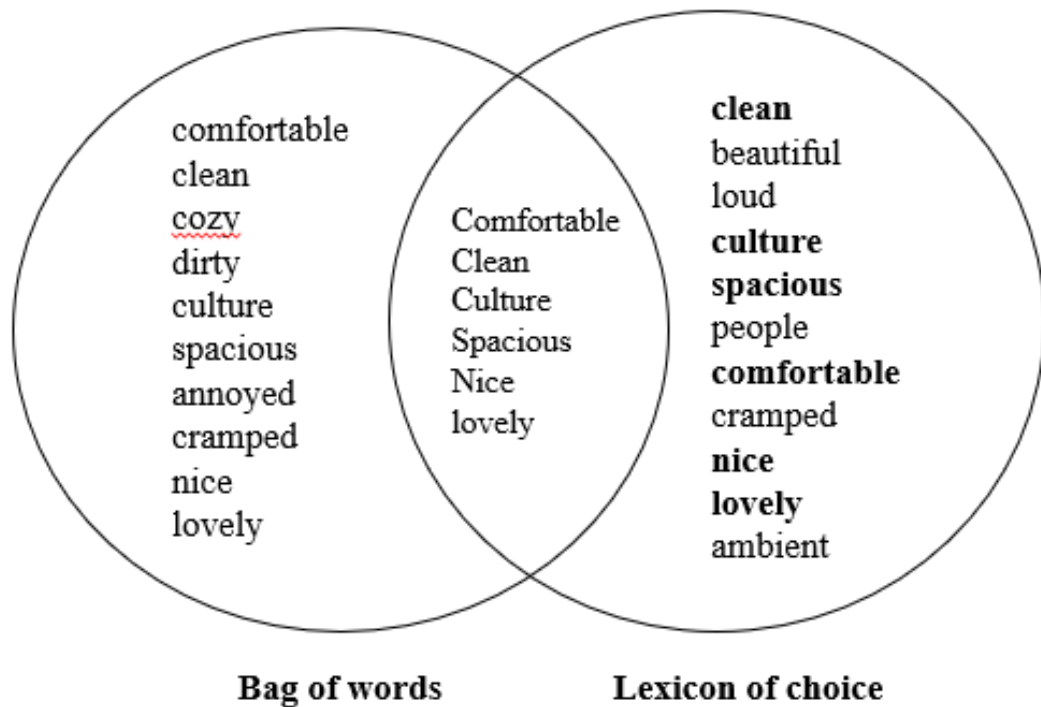 comfortable
clean
cozy
dirty
culture
spacious
annoyed
cramped
nice
lovely
Comfortable
Clean
Culture
Spacious
Nice
lovely
clean
beautiful
loud
culture
spacious
people
comfortable
cramped
nice
lovely
ambient
Bag of words
Lexicon of choice